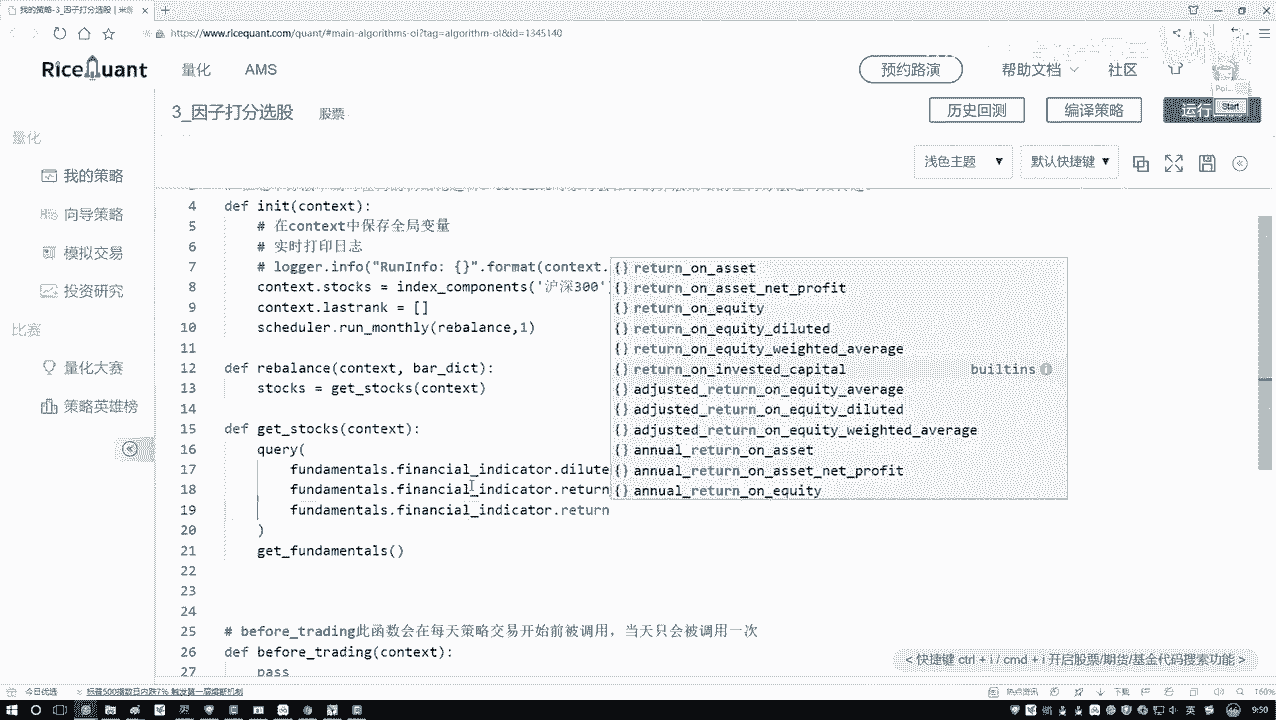 我的策略-3_因子打分选股 | 米
https://www.ricequant.com/quant/#main-algorithms-ol?tag=algorithm-ol&id=1345140
RiceQuant
量化
AMS
预约路演
帮助文档
社区
3_因子打分选股
股票
历史回测
编译策略
运行
Start
浅色主题
默认快捷键
量化
我的策略
向导策略
模拟交易
投资研究
比赛
量化大赛
策略英雄榜
4 def init(context):
5 # 在context中保存全局变量
6 # 实时打印日志
7 # logger.info("RunInfo: {}".format(context.
8 context.stocks = index_components('沪深300'
9 context.lastrank = []
10 scheduler.run_monthly(rebalance,1)
11
12 def rebalance(context, bar_dict):
13 stocks = get_stocks(context)
14
15 def get_stocks(context):
16 query(
17 fundamentals.financial_indicator.dilute
18 fundamentals.financial_indicator.return
19 fundamentals.financial_indicator.return
20 )
21 get_fundamentals()
22
23
24
25 # before_trading此函数会在每天策略交易开始前被调用，当天只会被调用一次
26 def before_trading(context):
27 pass
{} return_on_asset
{} return_on_asset_net_profit
{} return_on_equity
{} return_on_equity_diluted
{} return_on_equity_weighted_average
{} return_on_invested_capital builtins
{} adjusted_return_on_equity_average
{} adjusted_return_on_equity_diluted
{} adjusted_return_on_equity_weighted_average
{} annual_return_on_asset
{} annual_return_on_asset_net_profit
{} annual_return_on_equity
< 快捷键 ctrl + i / cmd + i 开启股票/期货/基金代码搜索功能 >
今日优选
标普500指数日内跌7% 触发第一层熔断机制
热点资讯
下载
160%
英
9:50